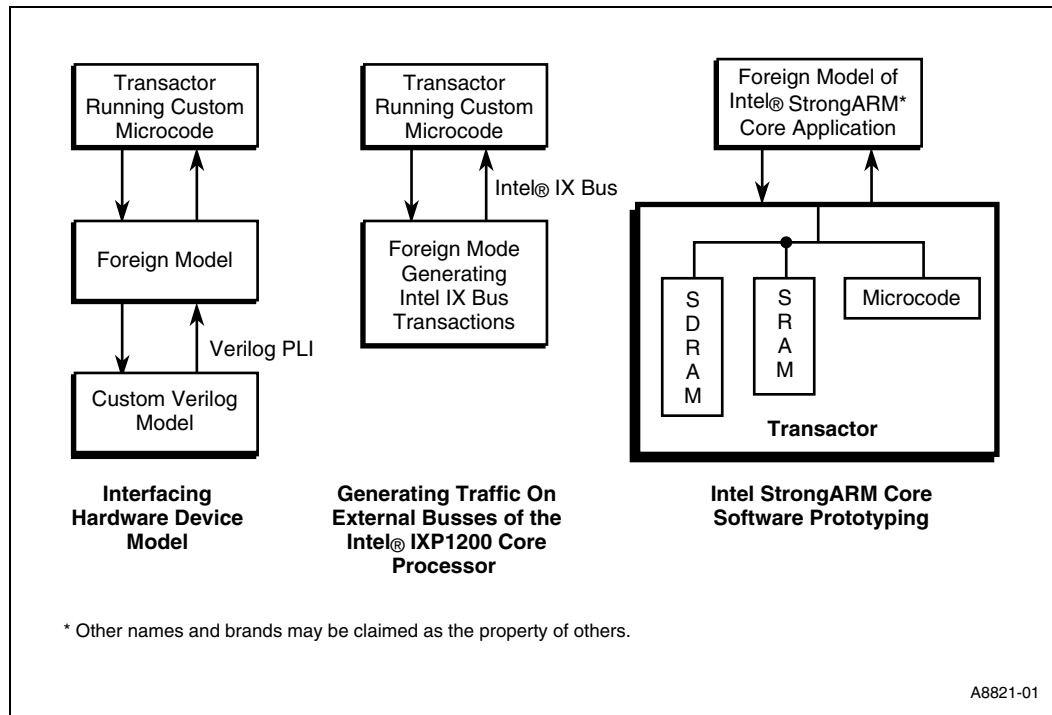 Transactor
Running Custom
Microcode
Foreign Model
Verilog PLI
Custom Verilog
Model
Interfacing
Hardware Device
Model
Transactor
Running Custom
Microcode
Intel® IX Bus
Foreign Mode
Generating
Intel IX Bus
Transactions
Generating Traffic On
External Busses of the
Intel® IXP1200 Core
Processor
Foreign Model of
Intel® StrongARM*
Core Application
SDRAM
SRAM
Microcode
Transactor
Intel StrongARM Core
Software Prototyping
* Other names and brands may be claimed as the property of others.
A8821-01